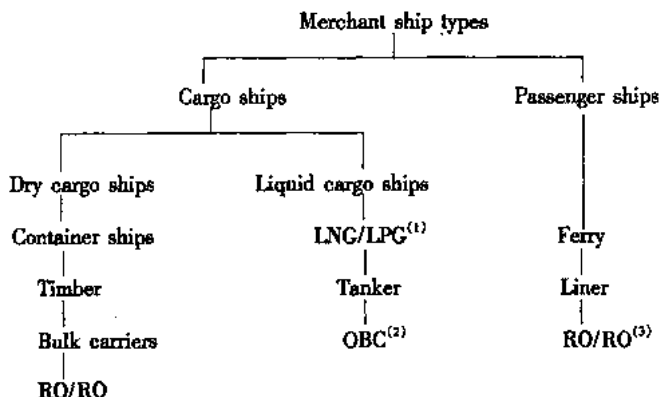 Merchant ship types
Cargo ships Passenger ships
Dry cargo ships Liquid cargo ships
Container ships LNG/LPG(1) Ferry
Timber Tanker Liner
Bulk carriers OBC(2) RO/RO(3)
RO/RO